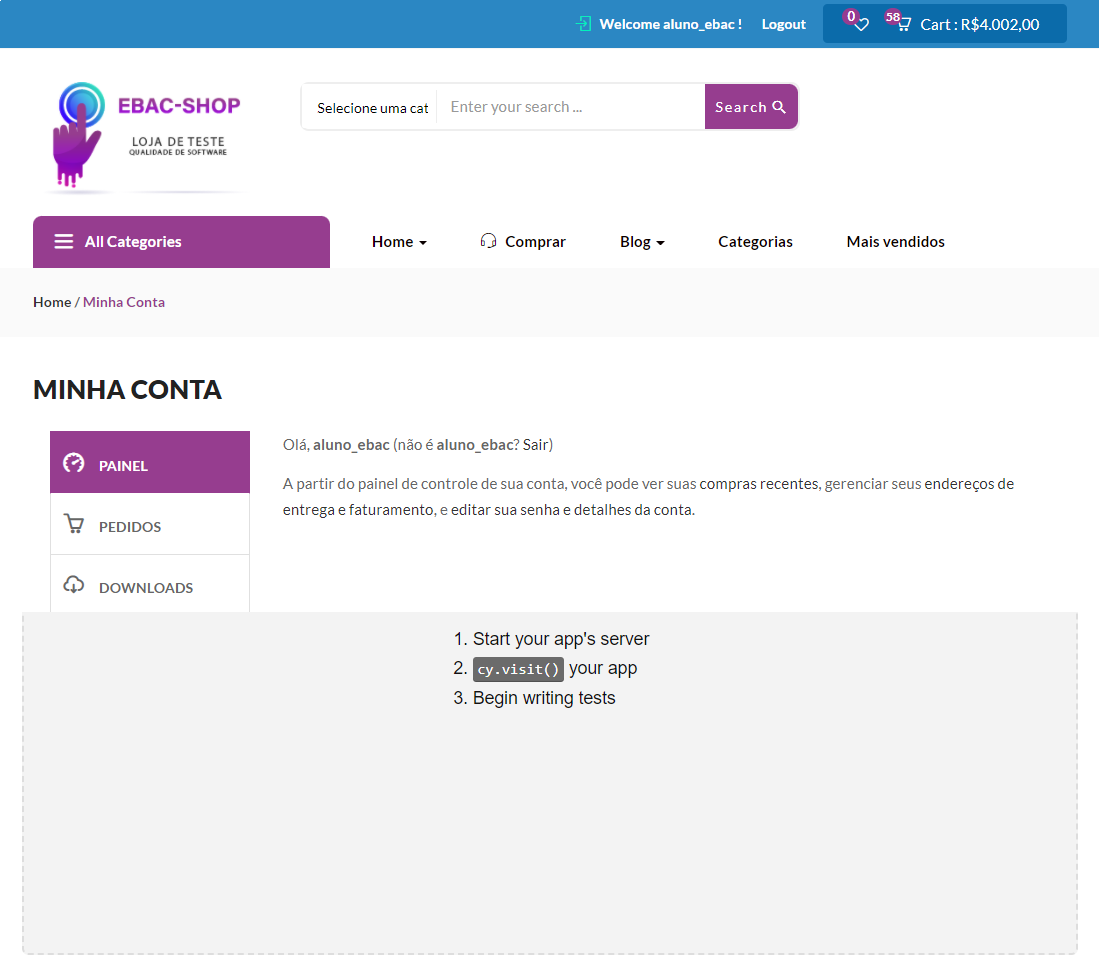 Welcome aluno_ebac ! Logout 0 58 Cart : R$4.002,00
EBAC-SHOP
LOJA DE TESTE
QUALIDADE DE SOFTWARE
Selecione uma cat Enter your search ... Search
All Categories Home Comprar Blog Categorias Mais vendidos
Home / Minha Conta
MINHA CONTA
PAINEL
PEDIDOS
DOWNLOADS
Olá, aluno_ebac (não é aluno_ebac? Sair)
A partir do painel de controle de sua conta, você pode ver suas compras recentes, gerenciar seus endereços de
entrega e faturamento, e editar sua senha e detalhes da conta.
1. Start your app's server
2. cy.visit() your app
3. Begin writing tests